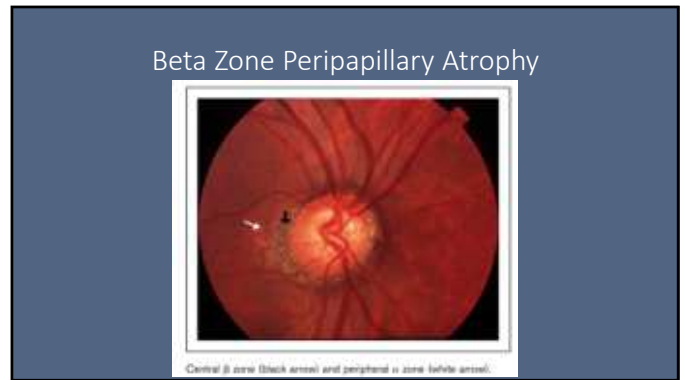 Beta Zone Peripapillary Atrophy
Central β zone (black arrow) and peripheral α zone (white arrow).